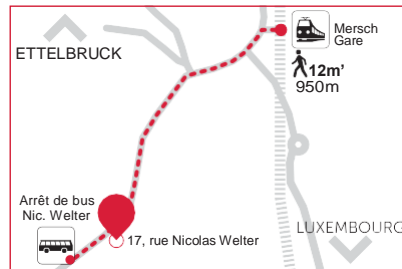 Mersch
Gare
ETTELBRUCK
12m’
950m
Arrêt de bus
Nic. Welter
17, rue Nicolas Welter
LUXEMBOURG